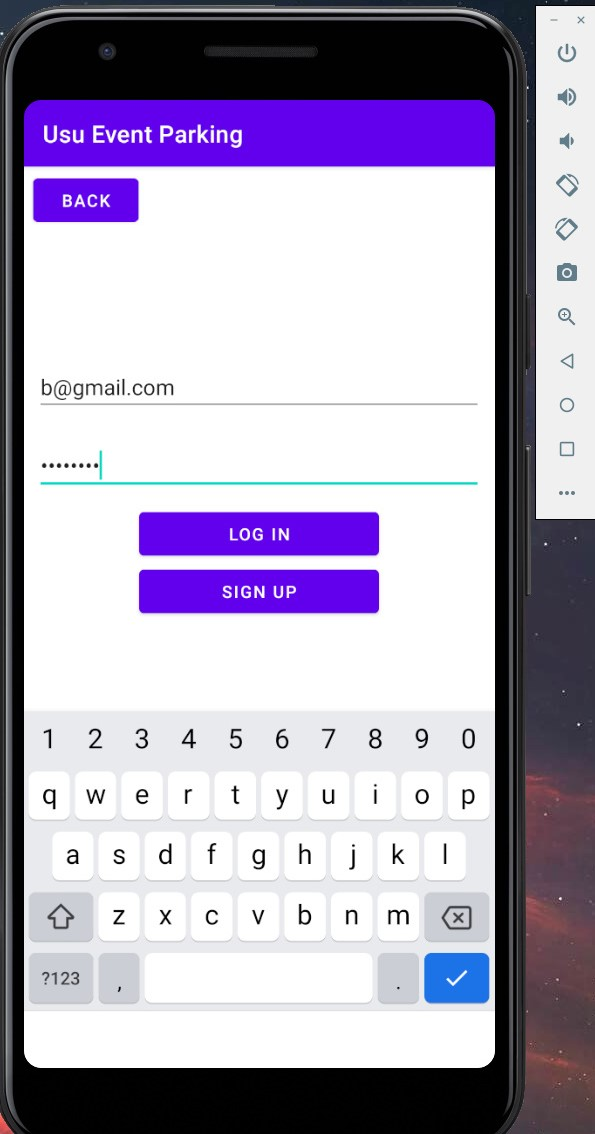 Usu Event Parking
BACK
b@gmail.com
••••••••
LOG IN
SIGN UP
1 2 3 4 5 6 7 8 9 0
q w e r t y u i o p
a s d f g h j k l
z x c v b n m
?123 , .